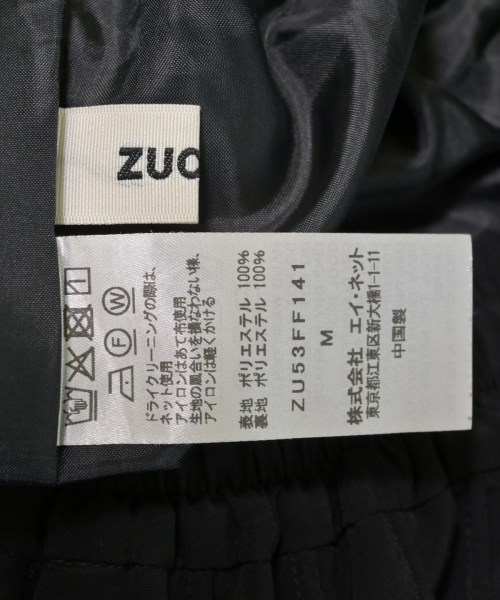 ZUC
ドライクリーニングの際は、
ネット使用
アイロンはあて布使用
生地の風合いを損なわない様、
アイロンは軽くかける
表地 ポリエステル 100%
裏地 ポリエステル 100%
ZU53FF141
M
株式会社 エイ・ネット
東京都江東区新大橋1-1-11
中国製